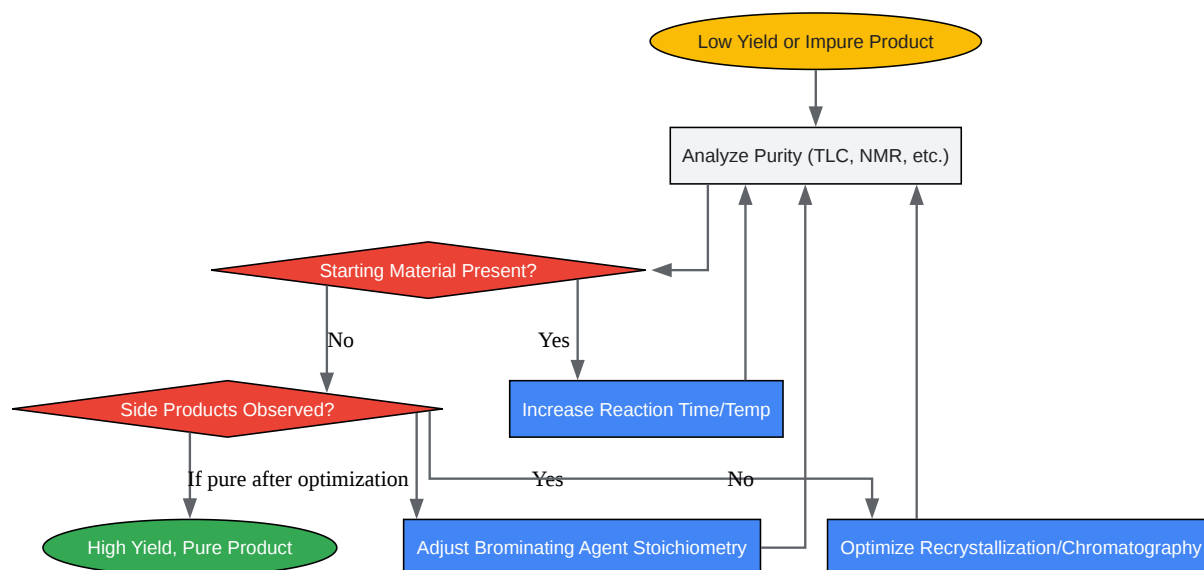 Low Yield or Impure Product
Analyze Purity (TLC, NMR, etc.)
Starting Material Present?
No
Yes
Increase Reaction Time/Temp
Side Products Observed?
If pure after optimization
Yes
No
High Yield, Pure Product
Adjust Brominating Agent Stoichiometry
Optimize Recrystallization/Chromatography